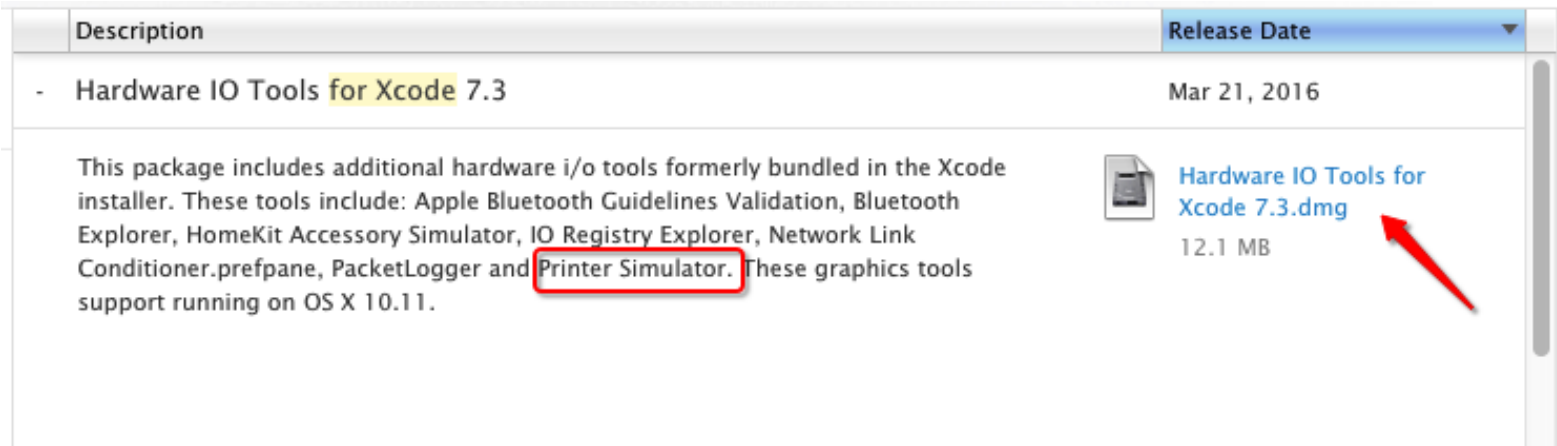 Description
Release Date
- Hardware IO Tools for Xcode 7.3
Mar 21, 2016
This package includes additional hardware i/o tools formerly bundled in the Xcode
installer. These tools include: Apple Bluetooth Guidelines Validation, Bluetooth
Explorer, HomeKit Accessory Simulator, IO Registry Explorer, Network Link
Conditioner.prefpane, PacketLogger and Printer Simulator. These graphics tools
support running on OS X 10.11.
Hardware IO Tools for
Xcode 7.3.dmg
12.1 MB